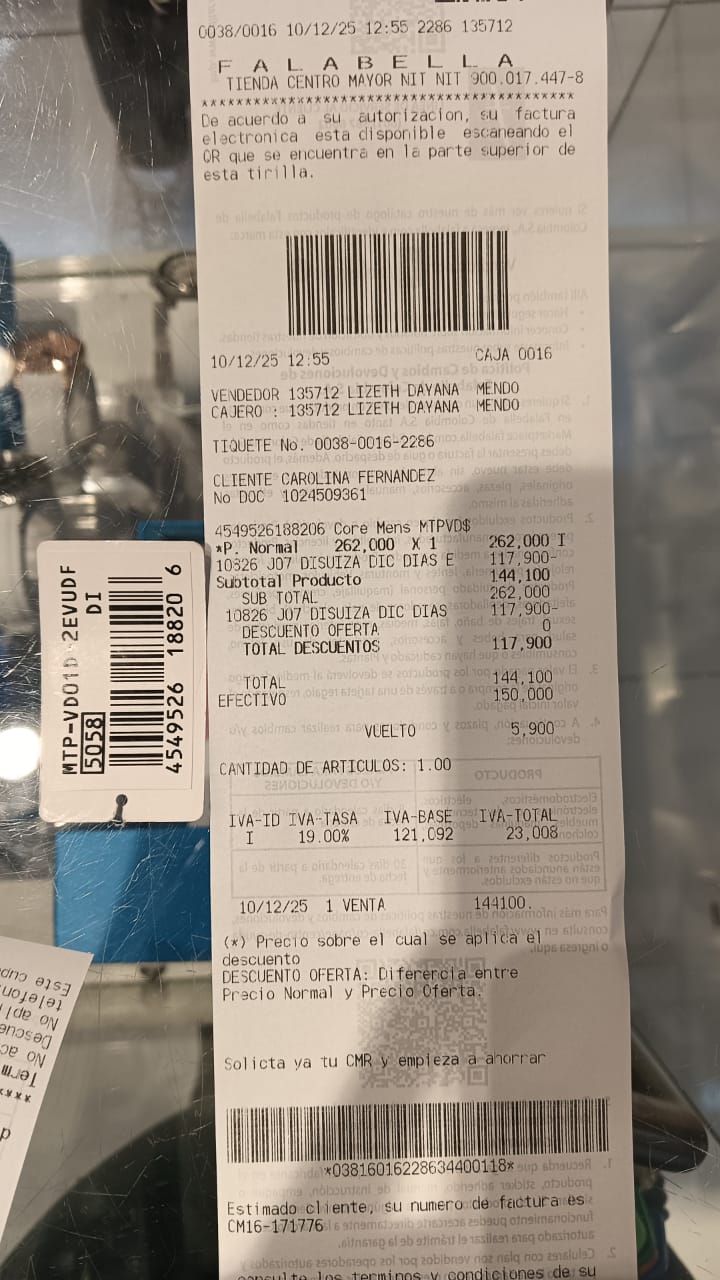 0038/0016 10/12/25 12:55 2286 135712
F A L A B E L L A
TIENDA CENTRO MAYOR NIT NIT 900.017.447-8
******************************************
De acuerdo a su autorizacion, su factura
electronica esta disponible escaneando el
QR que se encuentra en la parte superior de
esta tirilla.
10/12/25 12:55 CAJA 0016
VENDEDOR 135712 LIZETH DAYANA MENDO
CAJERO : 135712 LIZETH DAYANA MENDO
TIQUETE No. 0038-0016-2286
CLIENTE CAROLINA FERNANDEZ
No DOC 1024509361
4549526188206 Core Mens MTPVD$
*P. Normal 262,000 X 1 262,000 I
10826 J07 DISUIZA DIC DIAS E 117,900-
Subtotal Producto 144,100
SUB TOTAL 262,000
10826 J07 DISUIZA DIC DIAS 117,900-
DESCUENTO OFERTA 0
TOTAL DESCUENTOS 117,900
TOTAL 144,100
EFECTIVO 150,000
VUELTO 5,900
CANTIDAD DE ARTICULOS: 1.00
IVA-ID IVA-TASA IVA-BASE IVA-TOTAL
I 19.00% 121,092 23,008
10/12/25 1 VENTA 144100.
(*) Precio sobre el cual se aplica el
descuento
DESCUENTO OFERTA: Diferencia entre
Precio Normal y Precio Oferta.
Solicta ya tu CMR y empieza a ahorrar
*03816016228634400118*
Estimado cliente, su numero de factura es
CM16-171776
consulte los terminos y condiciones de su
MTP-VD01D-2EVUDF
DI
5058
4549526 18820 6